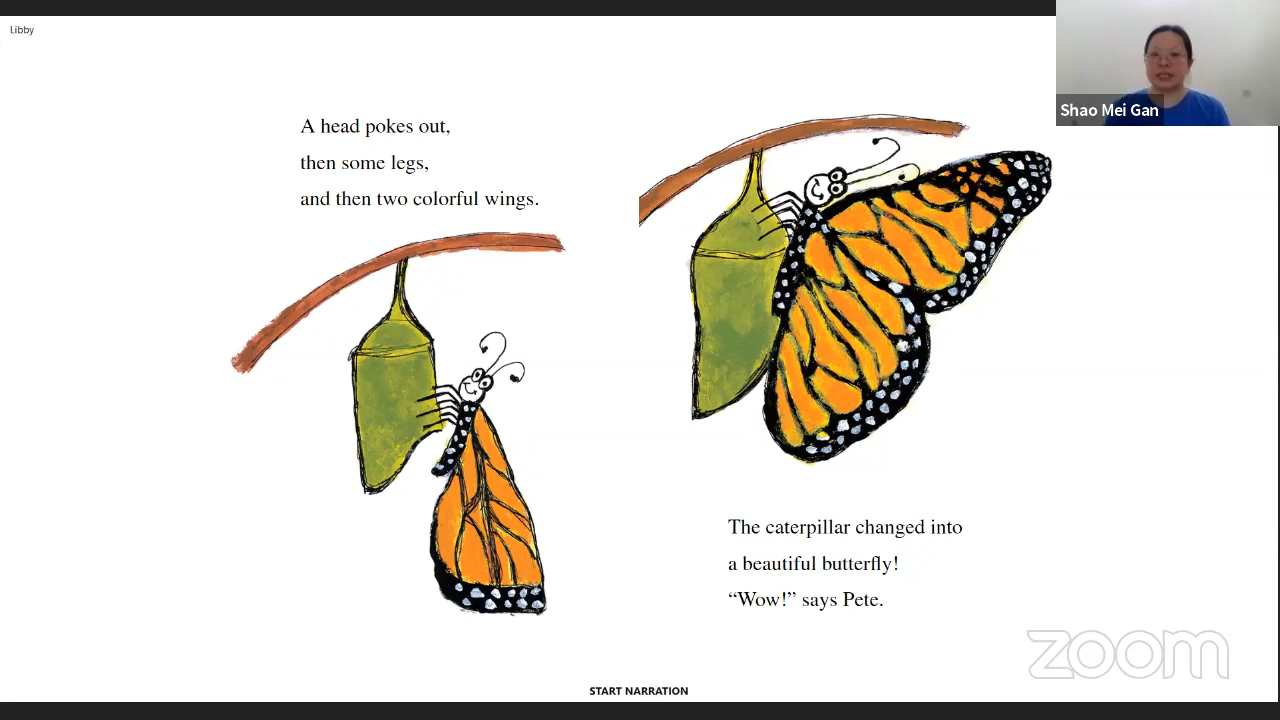 Libby
Shao Mei Gan
A head pokes out,
then some legs,
and then two colorful wings.
The caterpillar changed into
a beautiful butterfly!
“Wow!” says Pete.
zoom
START NARRATION